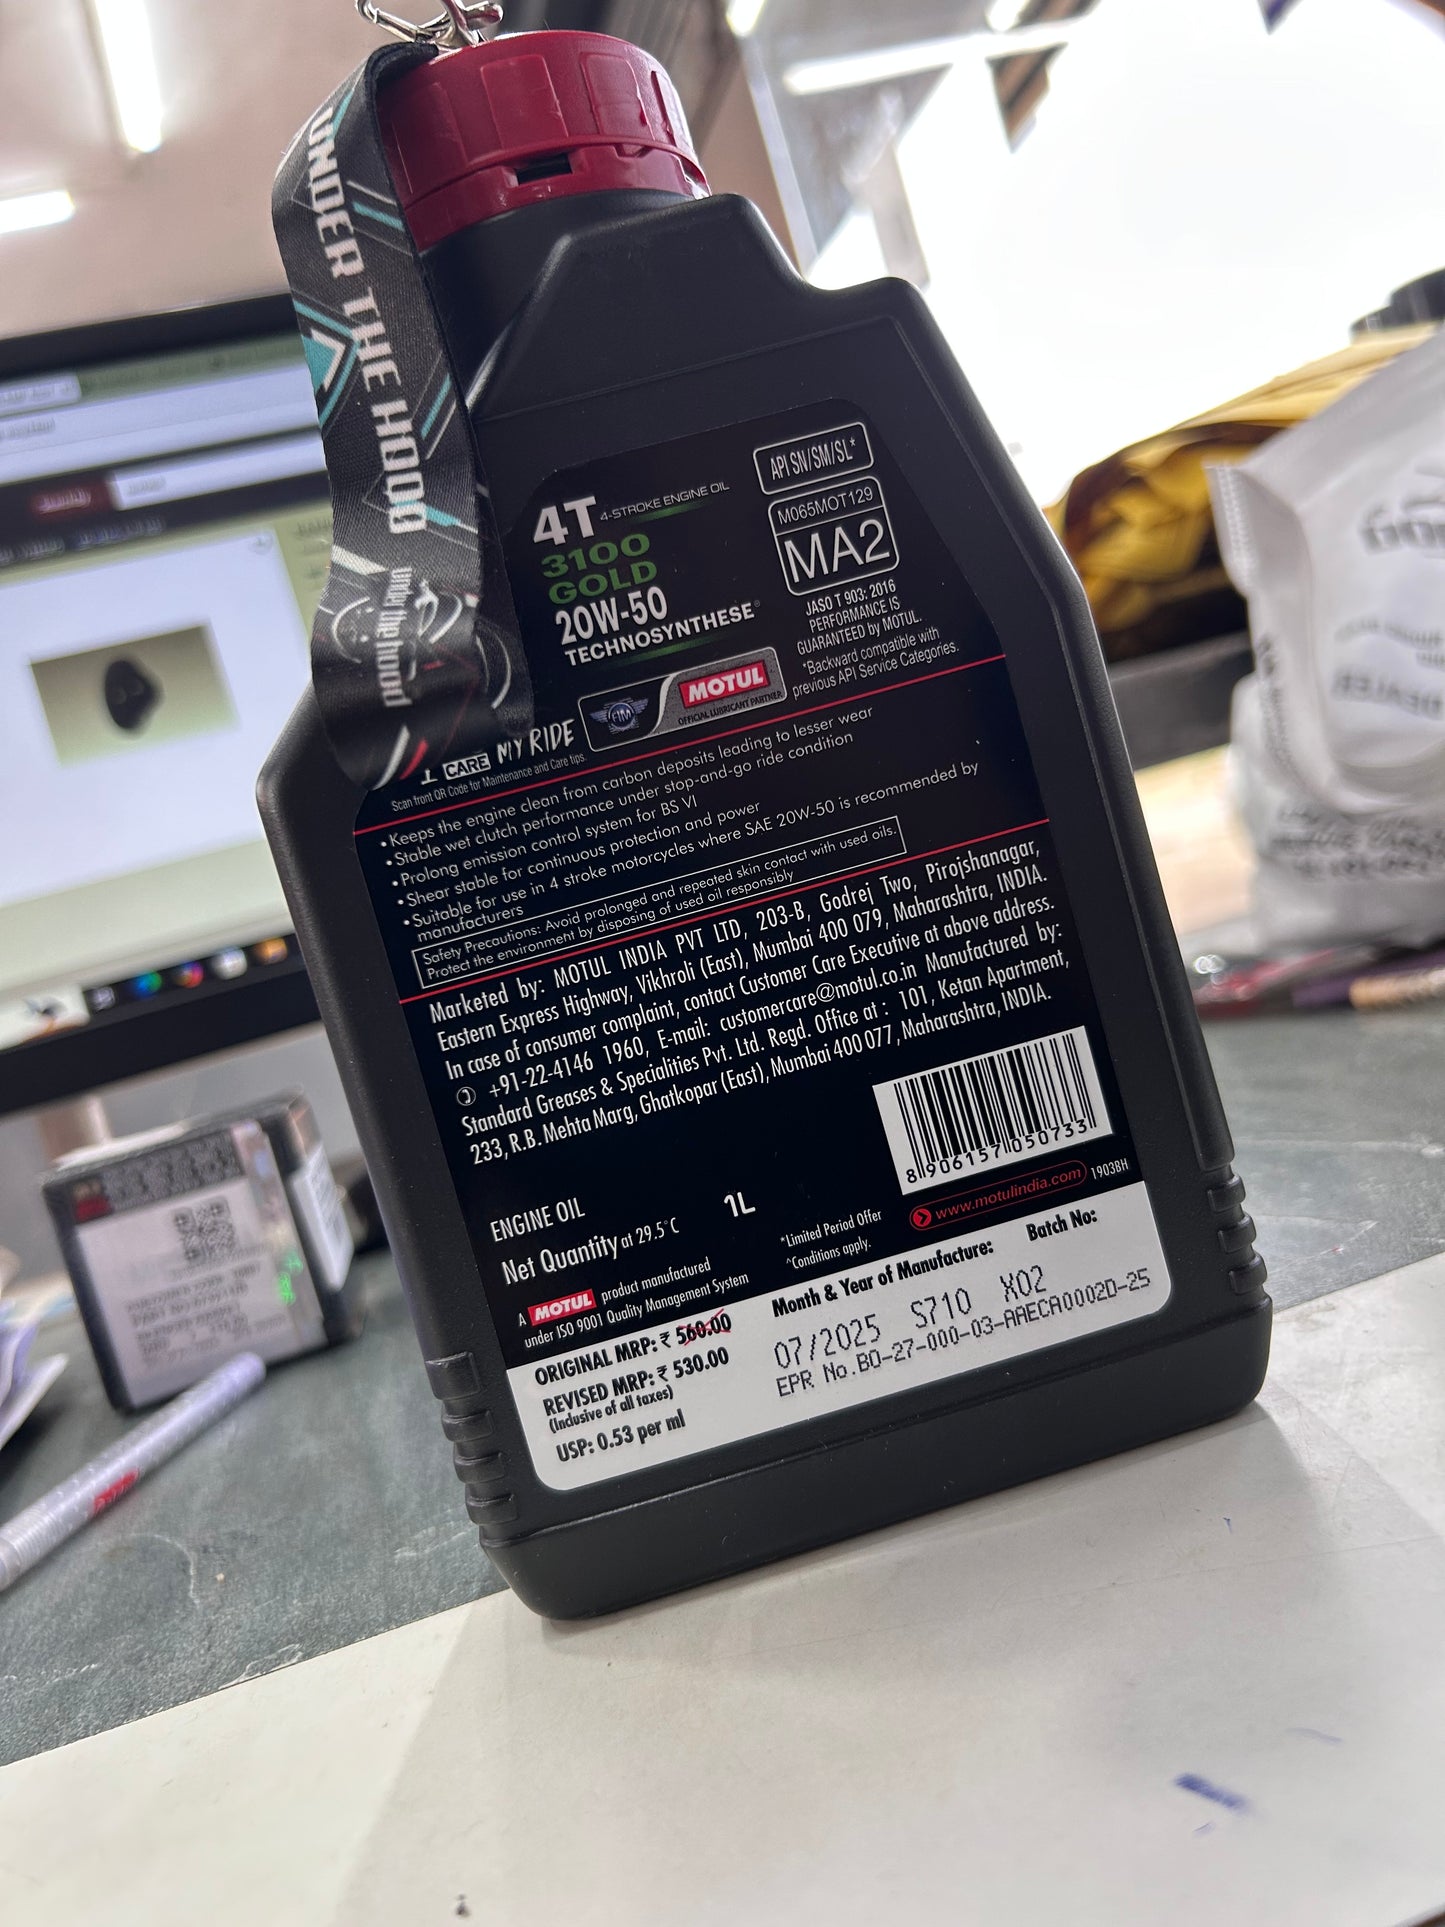 UNDER THE HOOD
under the hood
4T 4-STROKE ENGINE OIL
3100
GOLD
20W-50
TECHNOSYNTHESE®
API SN/SM/SL*
M065MOT129
MA2
JASO T 903: 2016
PERFORMANCE IS
GUARANTEED by MOTUL.
*Backward compatible with
previous API Service Categories.
FIM
MOTUL
OFFICIAL LUBRICANT PARTNER
I CARE MY RIDE
Scan front QR Code for Maintenance and Care tips.
• Keeps the engine clean from carbon deposits leading to lesser wear
• Stable wet clutch performance under stop-and-go ride condition
• Prolong emission control system for BS VI
• Shear stable for continuous protection and power
• Suitable for use in 4 stroke motorcycles where SAE 20W-50 is recommended by
manufacturers
Safety Precautions: Avoid prolonged and repeated skin contact with used oils.
Protect the environment by disposing of used oil responsibly
Marketed by: MOTUL INDIA PVT LTD, 203-B, Godrej Two, Pirojshanagar,
Eastern Express Highway, Vikhroli (East), Mumbai 400 079, Maharashtra, INDIA.
In case of consumer complaint, contact Customer Care Executive at above address.
+91-22-4146 1960, E-mail: customercare@motul.co.in Manufactured by:
Standard Greases & Specialities Pvt. Ltd. Regd. Office at : 101, Ketan Apartment,
233, R.B. Mehta Marg, Ghatkopar (East), Mumbai 400 077, Maharashtra, INDIA.
8 906157 050733
www.motulindia.com
1903BH
ENGINE OIL
Net Quantity at 29.5°C 1L
*Limited Period Offer
^Conditions apply.
A MOTUL product manufactured
under ISO 9001 Quality Management System
ORIGINAL MRP: ₹ 560.00
REVISED MRP: ₹ 530.00
(Inclusive of all taxes)
USP: 0.53 per ml
Month & Year of Manufacture: Batch No:
07/2025 S710 X02
EPR No.BO-27-000-03-AAECA0002D-25